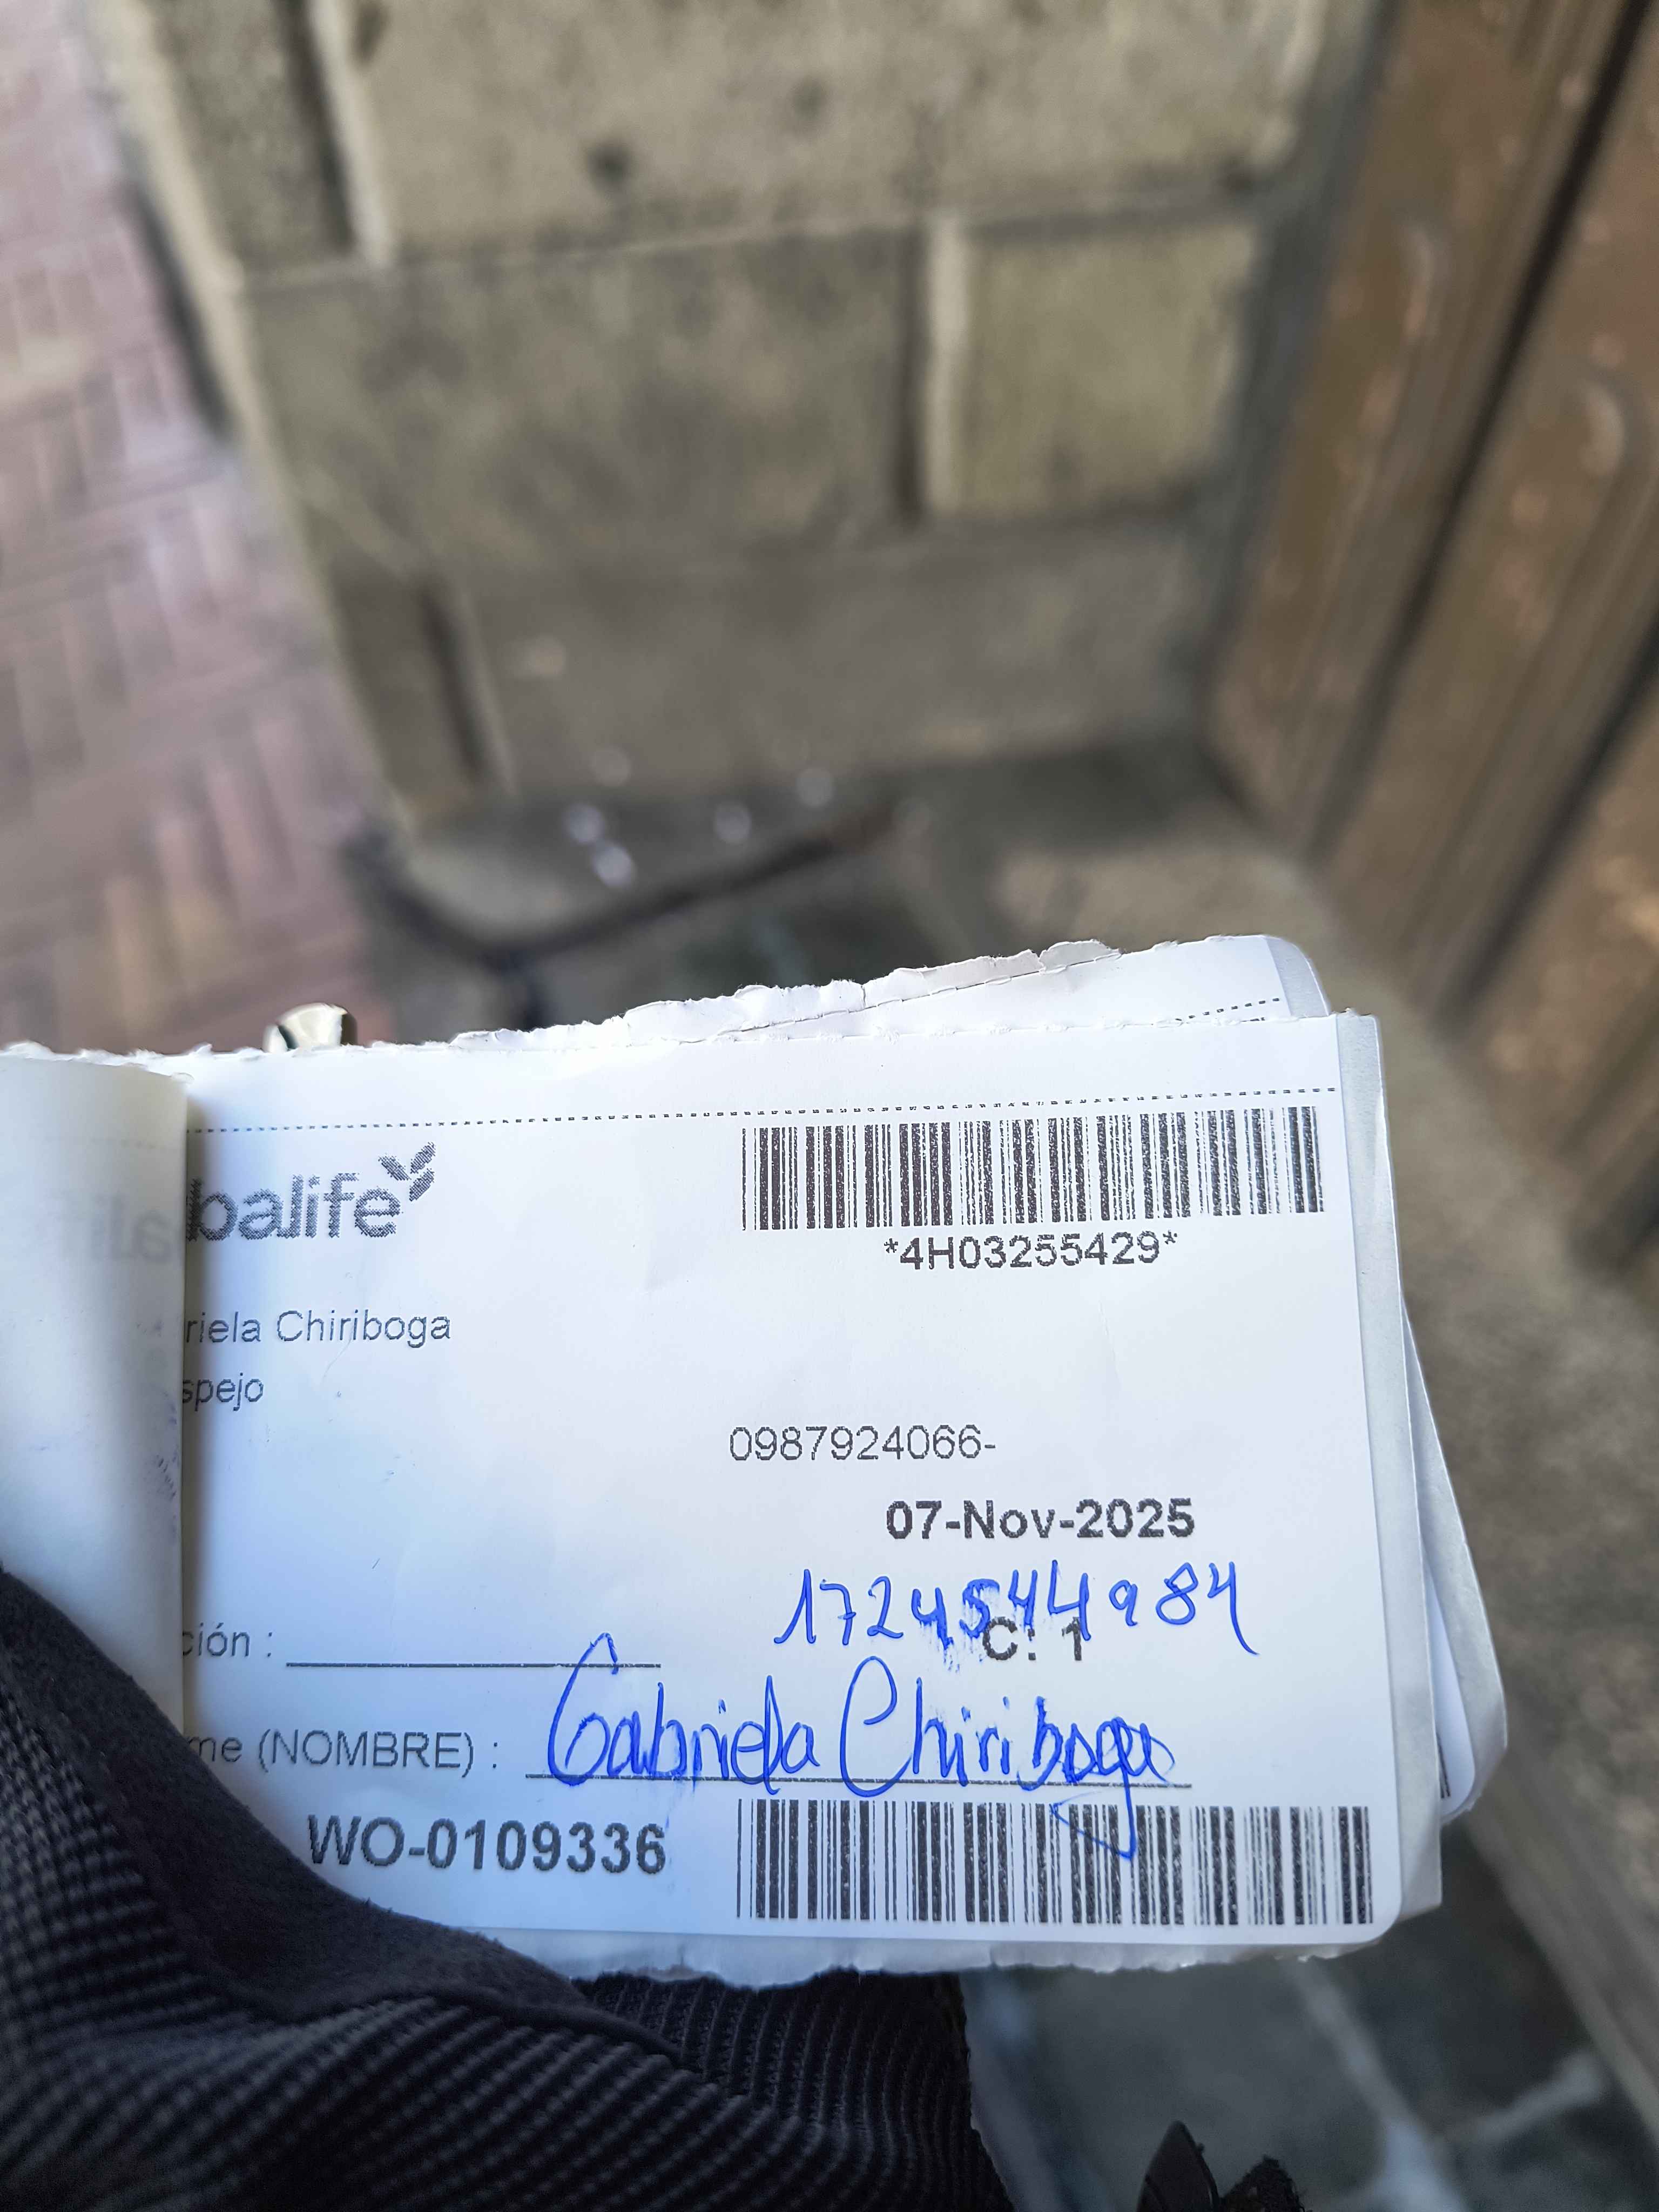 balife
*4H03255429*
riela Chiriboga
spejo
0987924066-
07-Nov-2025
1724544984
C: 1
ción :
me (NOMBRE) : Gabriela Chiriboga
WO-0109336